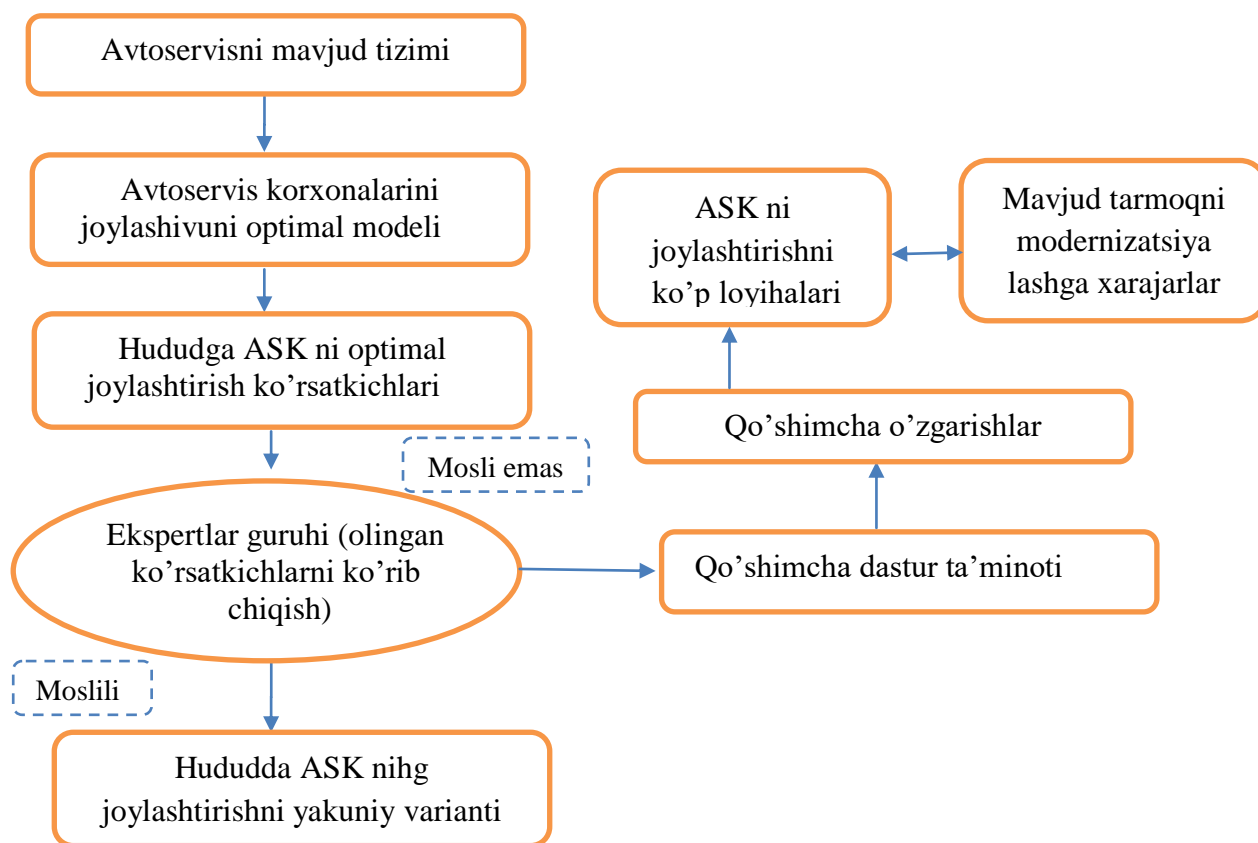 Avtoservisni mavjud tizimi
Avtoservis korxonalarini
joylashivuni optimal modeli
Hududga ASK ni optimal
joylashtirish ko’rsatkichlari
Mosli emas
Ekspertlar guruhi (olingan
ko’rsatkichlarni ko’rib
chiqish)
Moslili
Hududda ASK nihg
joylashtirishni yakuniy varianti
Qo’shimcha dastur ta’minoti
Qo’shimcha o’zgarishlar
ASK ni
joylashtirishni
ko’p loyihalari
Mavjud tarmoqni
modernizatsiya
lashga xarajarlar